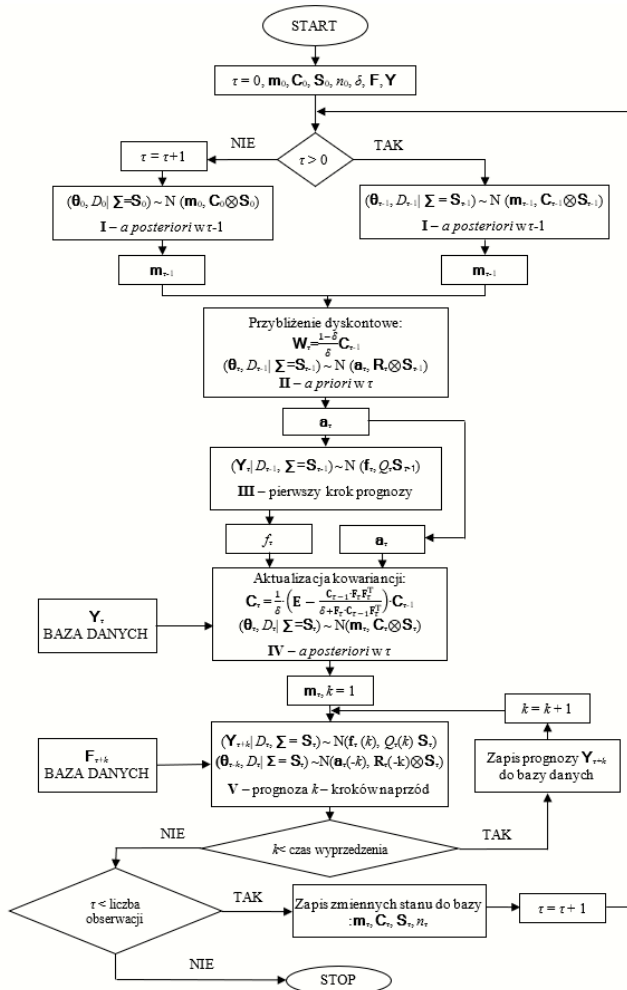 START
τ = 0, m₀, C₀, S₀, n₀, δ, F, Y
NIE
TAK
τ = τ+1
τ > 0
(θ₀, D₀| Σ=S₀) ~ N (m₀, C₀⊗S₀)
I – a posteriori w τ-1
(θτ-1, Dτ-1| Σ = Sτ-1) ~ N (mτ-1, Cτ-1⊗Sτ-1)
I – a posteriori w τ-1
mτ-1
mτ-1
Przybliżenie dyskontowe:
Wτ=\frac{1−δ}{δ}Cτ-1
(θτ, Dτ-1| Σ=Sτ-1) ~ N (aτ, Rτ⊗Sτ-1)
II – a priori w τ
aτ
(Yτ| Dτ-1, Σ=Sτ-1) ~ N (fτ, QτSτ-1)
III – pierwszy krok prognozy
fτ
aτ
Aktualizacja kowariancji:
Cτ = \frac{1}{δ}·(E − \frac{Cτ−1·FτFτ^T}{δ+Fτ·Cτ−1Fτ^T})·Cτ-1
(θτ, Dτ| Σ=Sτ) ~ N(mτ, Cτ⊗Sτ)
IV – a posteriori w τ
Yτ
BAZA DANYCH
mτ, k = 1
k = k + 1
(Yτ+k| Dτ, Σ = Sτ) ~ N(fτ(k), Qτ(k) Sτ)
(θτ-k, Dτ| Σ = Sτ) ~N(aτ(-k), Rτ(-k)⊗Sτ)
V – prognoza k – kroków naprzód
Fτ+k
BAZA DANYCH
Zapis prognozy Yτ+k
do bazy danych
NIE
TAK
k< czas wyprzedzenia
τ < liczba
obserwacji
TAK
Zapis zmiennych stanu do bazy
:mτ, Cτ, Sτ, nτ
τ = τ + 1
NIE
STOP